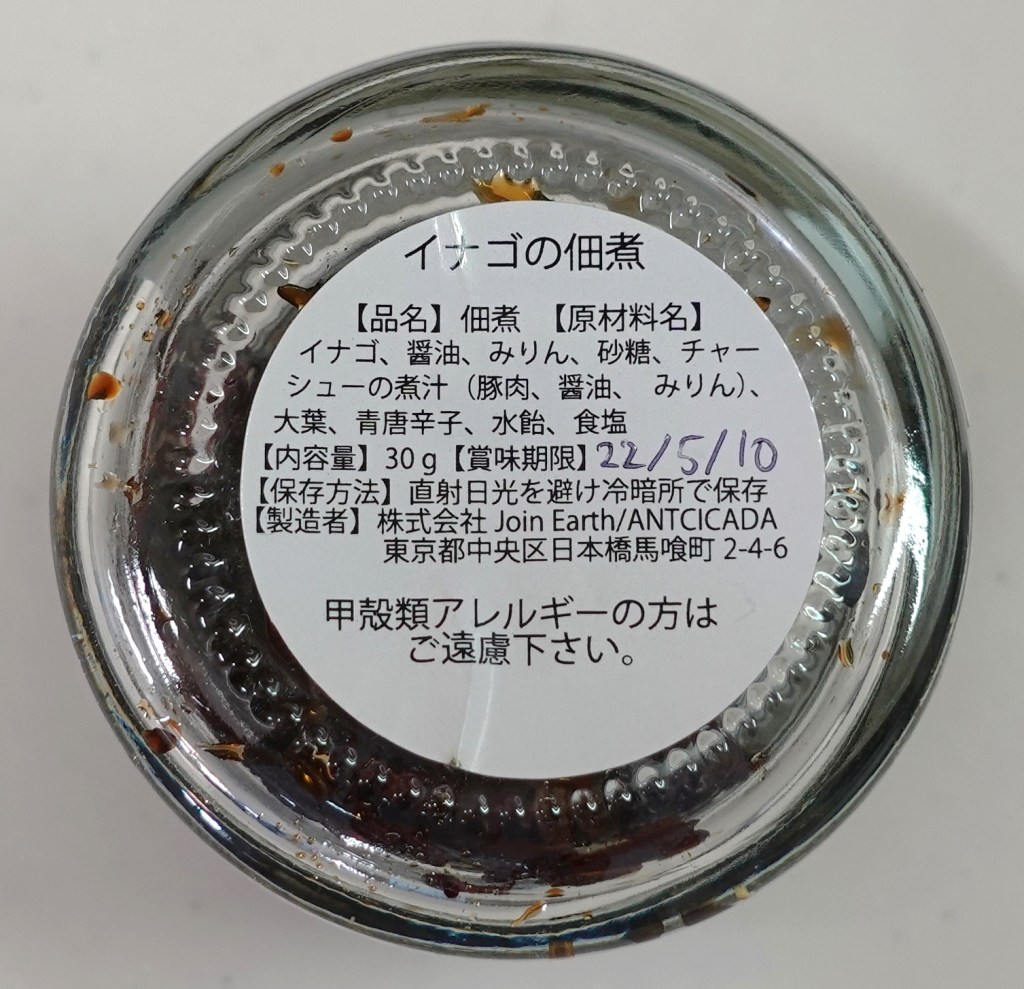 イナゴの佃煮
【品名】佃煮 【原材料名】
イナゴ、醤油、みりん、砂糖、チャー
シューの煮汁（豚肉、醤油、 みりん）、
大葉、青唐辛子、水飴、食塩
【内容量】30g【賞味期限】22/5/10
【保存方法】直射日光を避け冷暗所で保存
【製造者】株式会社 Join Earth/ANTCICADA
東京都中央区日本橋馬喰町 2-4-6
甲殻類アレルギーの方は
ご遠慮下さい。